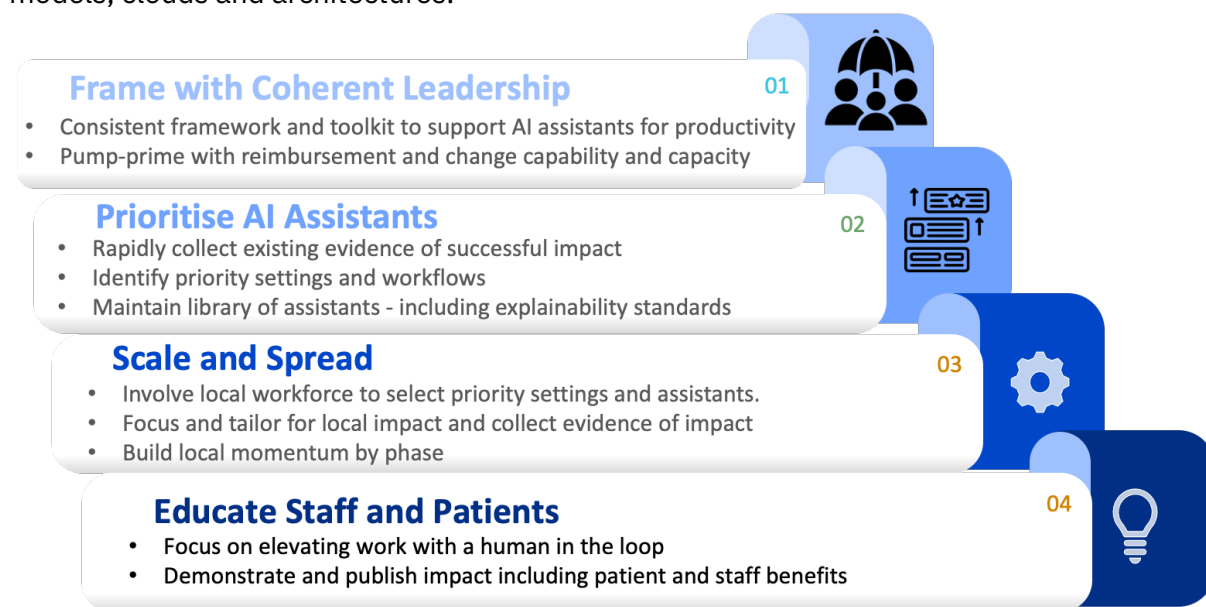 models, clouds and architectures.
Frame with Coherent Leadership
01
• Consistent framework and toolkit to support AI assistants for productivity
• Pump-prime with reimbursement and change capability and capacity
Prioritise AI Assistants
02
• Rapidly collect existing evidence of successful impact
• Identify priority settings and workflows
• Maintain library of assistants - including explainability standards
Scale and Spread
03
• Involve local workforce to select priority settings and assistants.
• Focus and tailor for local impact and collect evidence of impact
• Build local momentum by phase
Educate Staff and Patients
04
• Focus on elevating work with a human in the loop
• Demonstrate and publish impact including patient and staff benefits